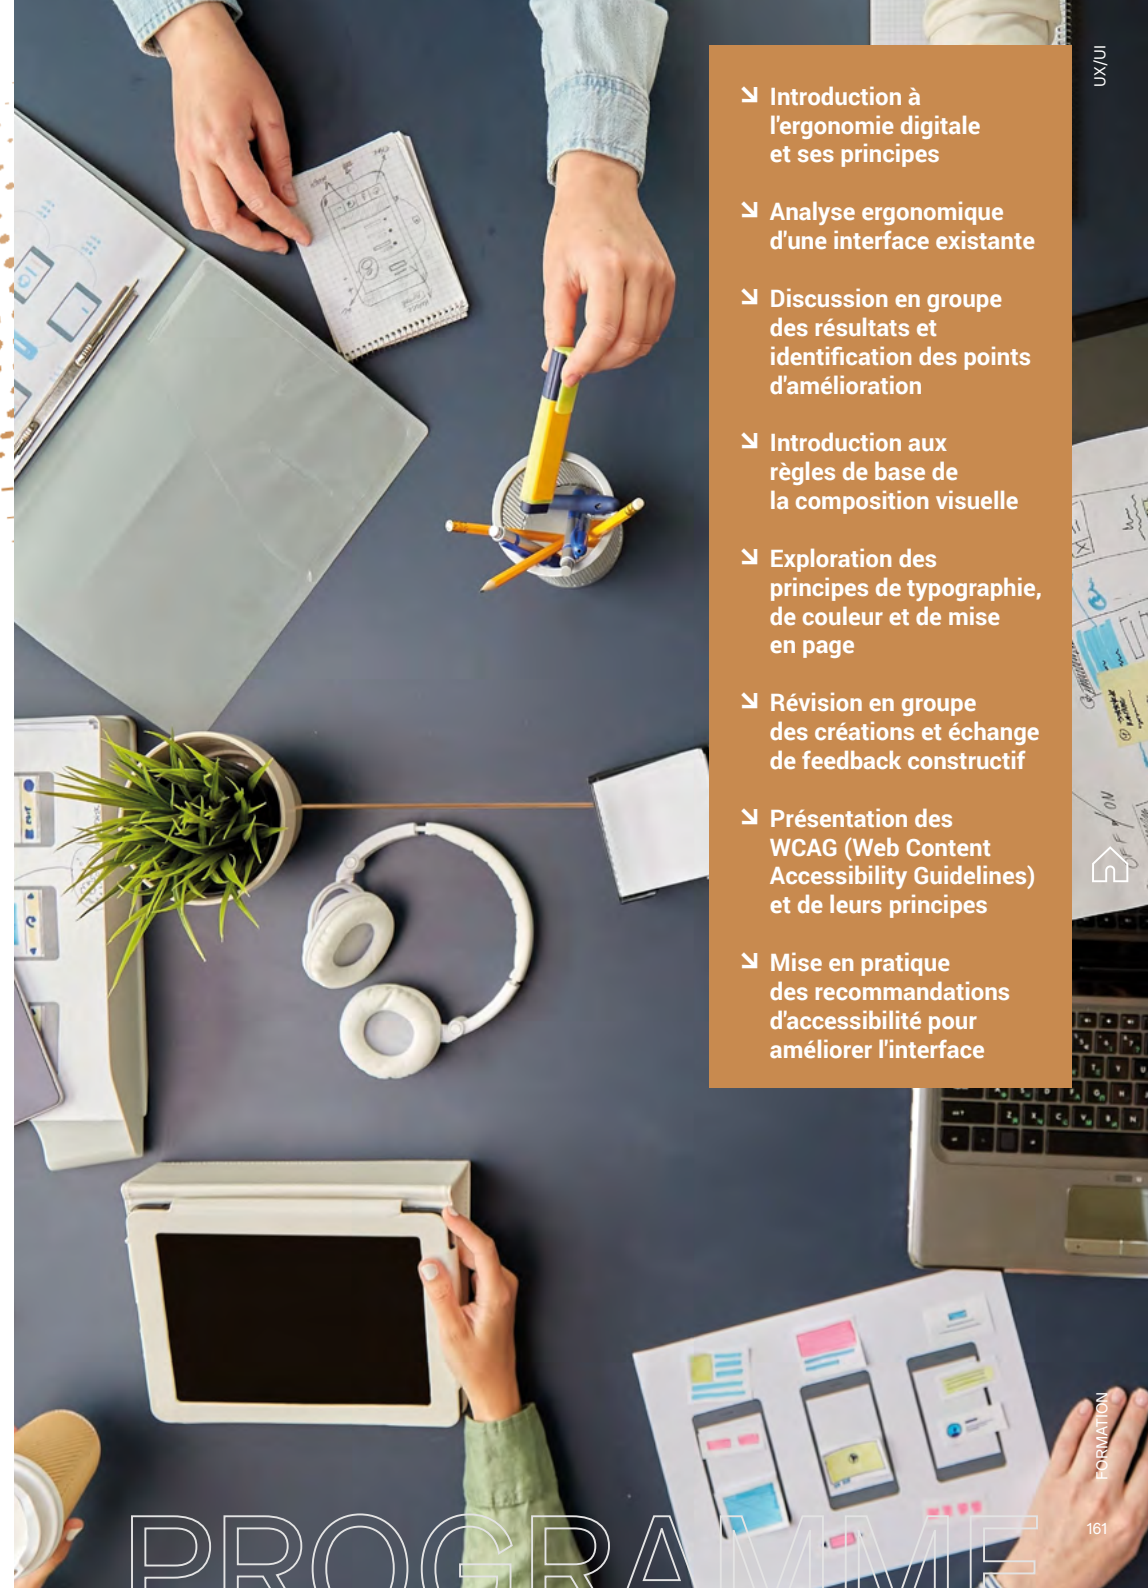 UX/UI
Introduction à
l'ergonomie digitale
et ses principes
Analyse ergonomique
d'une interface existante
Discussion en groupe
des résultats et
identification des points
d'amélioration
Introduction aux
règles de base de
la composition visuelle
Exploration des
principes de typographie,
de couleur et de mise
en page
Révision en groupe
des créations et échange
de feedback constructif
Présentation des
WCAG (Web Content
Accessibility Guidelines)
et de leurs principes
Mise en pratique
des recommandations
d'accessibilité pour
améliorer l'interface
OFF / ON
FORMATION
161
PROGRAMME